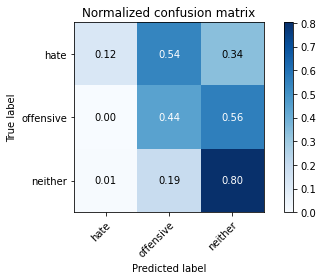 Normalized confusion matrix
True label
hate
0.12 0.54 0.34
offensive
0.00 0.44 0.56
neither
0.01 0.19 0.80
hate
offensive
neither
Predicted label
0.8
0.7
0.6
0.5
0.4
0.3
0.2
0.1
0.0